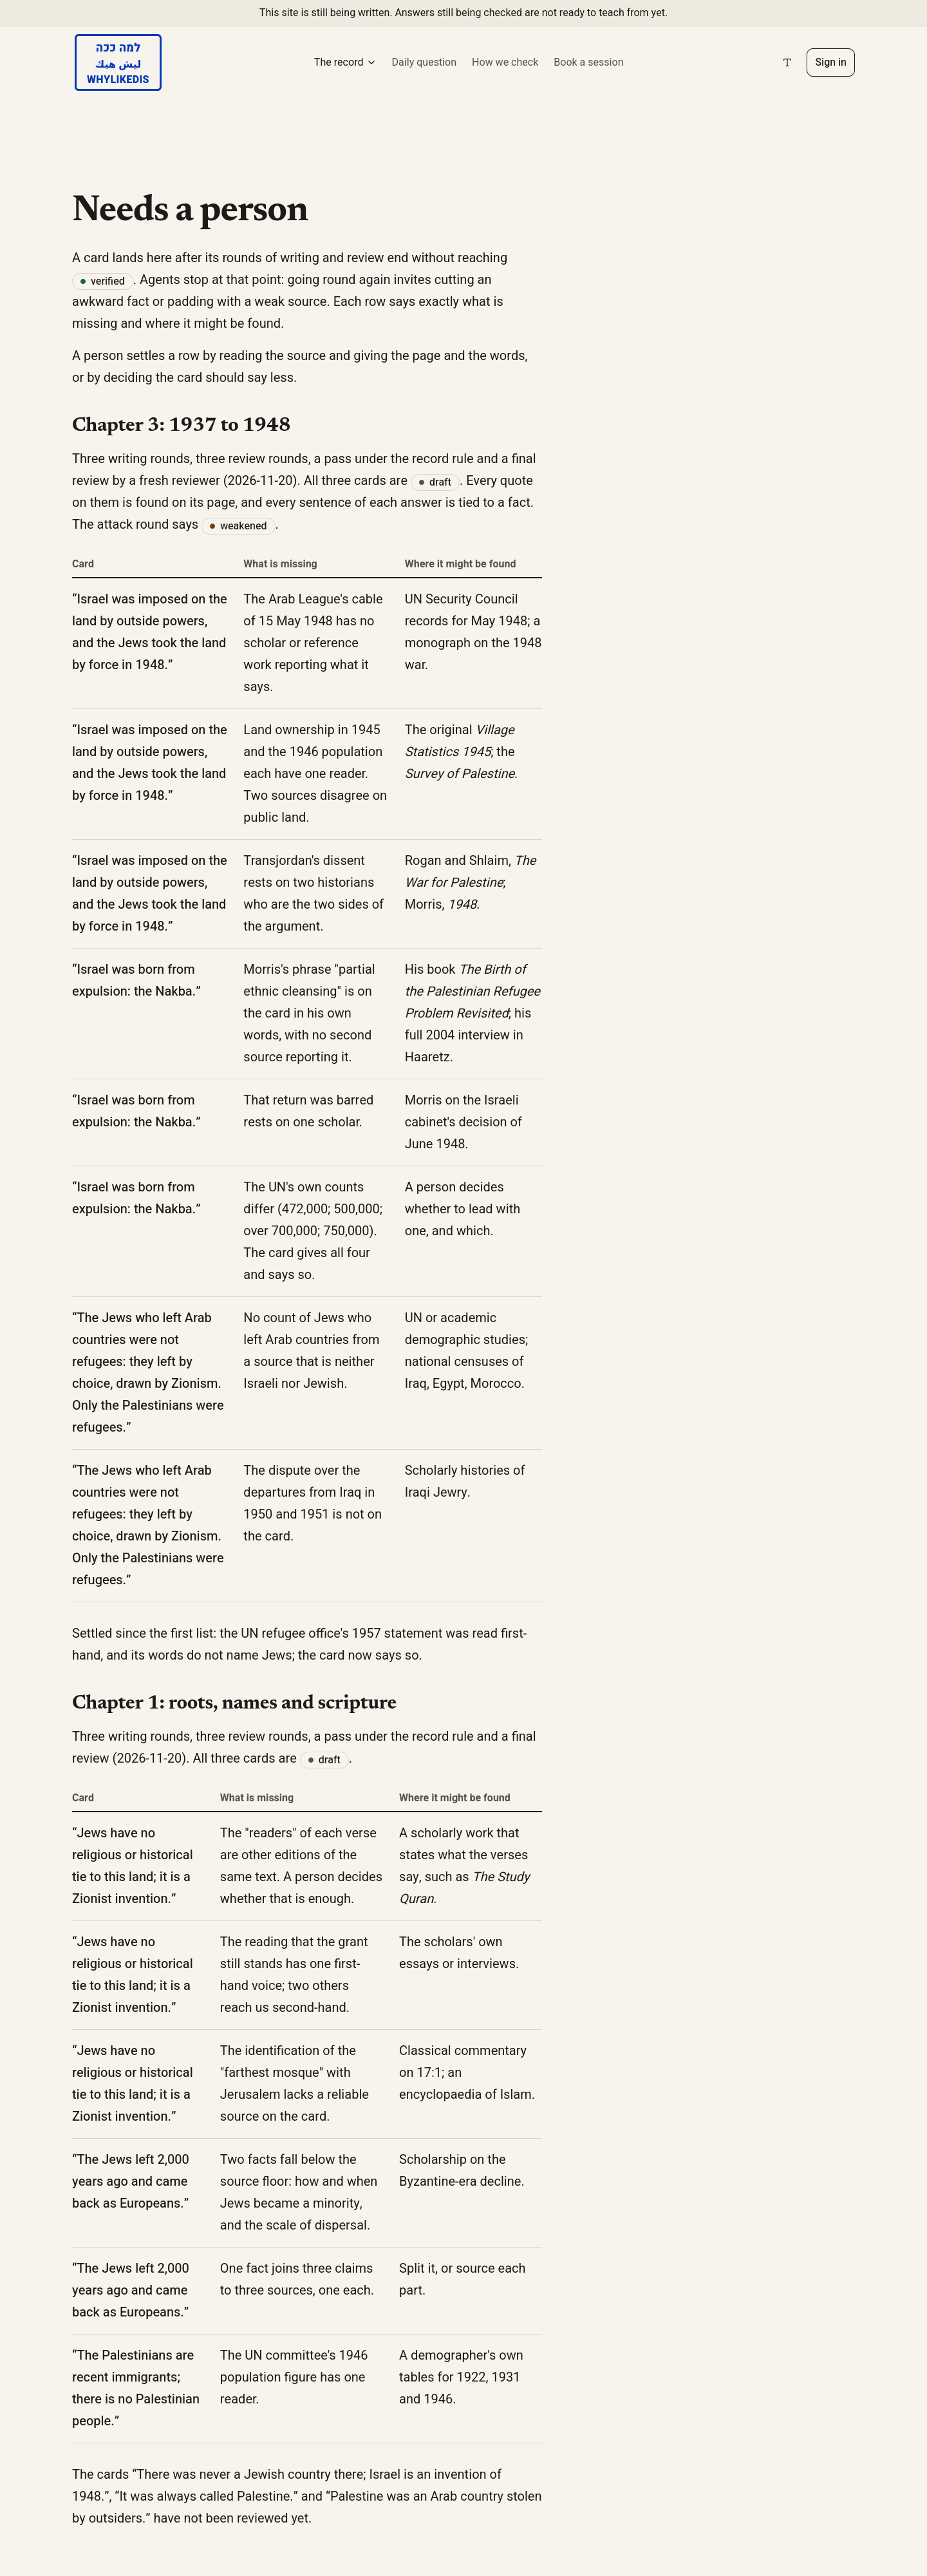 This site is still being written. Answers still being checked are not ready to teach from yet.
למה ככה
ليش هيك
WHYLIKEDIS
The record
Daily question
How we check
Book a session
T
Sign in
Needs a person
A card lands here after its rounds of writing and review end without reaching
verified. Agents stop at that point: going round again invites cutting an
awkward fact or padding with a weak source. Each row says exactly what is
missing and where it might be found.
A person settles a row by reading the source and giving the page and the words,
or by deciding the card should say less.
Chapter 3: 1937 to 1948
Three writing rounds, three review rounds, a pass under the record rule and a final
review by a fresh reviewer (2026-11-20). All three cards are draft. Every quote
on them is found on its page, and every sentence of each answer is tied to a fact.
The attack round says weakened.
Card
What is missing
Where it might be found
“Israel was imposed on the
land by outside powers,
and the Jews took the land
by force in 1948.”
The Arab League's cable
of 15 May 1948 has no
scholar or reference
work reporting what it
says.
UN Security Council
records for May 1948; a
monograph on the 1948
war.
“Israel was imposed on the
land by outside powers,
and the Jews took the land
by force in 1948.”
Land ownership in 1945
and the 1946 population
each have one reader.
Two sources disagree on
public land.
The original Village
Statistics 1945; the
Survey of Palestine.
“Israel was imposed on the
land by outside powers,
and the Jews took the land
by force in 1948.”
Transjordan's dissent
rests on two historians
who are the two sides of
the argument.
Rogan and Shlaim, The
War for Palestine;
Morris, 1948.
“Israel was born from
expulsion: the Nakba.”
Morris's phrase "partial
ethnic cleansing" is on
the card in his own
words, with no second
source reporting it.
His book The Birth of
the Palestinian Refugee
Problem Revisited; his
full 2004 interview in
Haaretz.
“Israel was born from
expulsion: the Nakba.”
That return was barred
rests on one scholar.
Morris on the Israeli
cabinet's decision of
June 1948.
“Israel was born from
expulsion: the Nakba.”
The UN's own counts
differ (472,000; 500,000;
over 700,000; 750,000).
The card gives all four
and says so.
A person decides
whether to lead with
one, and which.
“The Jews who left Arab
countries were not
refugees: they left by
choice, drawn by Zionism.
Only the Palestinians were
refugees.”
No count of Jews who
left Arab countries from
a source that is neither
Israeli nor Jewish.
UN or academic
demographic studies;
national censuses of
Iraq, Egypt, Morocco.
“The Jews who left Arab
countries were not
refugees: they left by
choice, drawn by Zionism.
Only the Palestinians were
refugees.”
The dispute over the
departures from Iraq in
1950 and 1951 is not on
the card.
Scholarly histories of
Iraqi Jewry.
Settled since the first list: the UN refugee office's 1957 statement was read first-
hand, and its words do not name Jews; the card now says so.
Chapter 1: roots, names and scripture
Three writing rounds, three review rounds, a pass under the record rule and a final
review (2026-11-20). All three cards are draft.
Card
What is missing
Where it might be found
“Jews have no
religious or historical
tie to this land; it is a
Zionist invention.”
The "readers" of each verse
are other editions of the
same text. A person decides
whether that is enough.
A scholarly work that
states what the verses
say, such as The Study
Quran.
“Jews have no
religious or historical
tie to this land; it is a
Zionist invention.”
The reading that the grant
still stands has one first-
hand voice; two others
reach us second-hand.
The scholars' own
essays or interviews.
“Jews have no
religious or historical
tie to this land; it is a
Zionist invention.”
The identification of the
"farthest mosque" with
Jerusalem lacks a reliable
source on the card.
Classical commentary
on 17:1; an
encyclopaedia of Islam.
“The Jews left 2,000
years ago and came
back as Europeans.”
Two facts fall below the
source floor: how and when
Jews became a minority,
and the scale of dispersal.
Scholarship on the
Byzantine-era decline.
“The Jews left 2,000
years ago and came
back as Europeans.”
One fact joins three claims
to three sources, one each.
Split it, or source each
part.
“The Palestinians are
recent immigrants;
there is no Palestinian
people.”
The UN committee's 1946
population figure has one
reader.
A demographer's own
tables for 1922, 1931
and 1946.
The cards “There was never a Jewish country there; Israel is an invention of
1948.”, “It was always called Palestine.” and “Palestine was an Arab country stolen
by outsiders.” have not been reviewed yet.